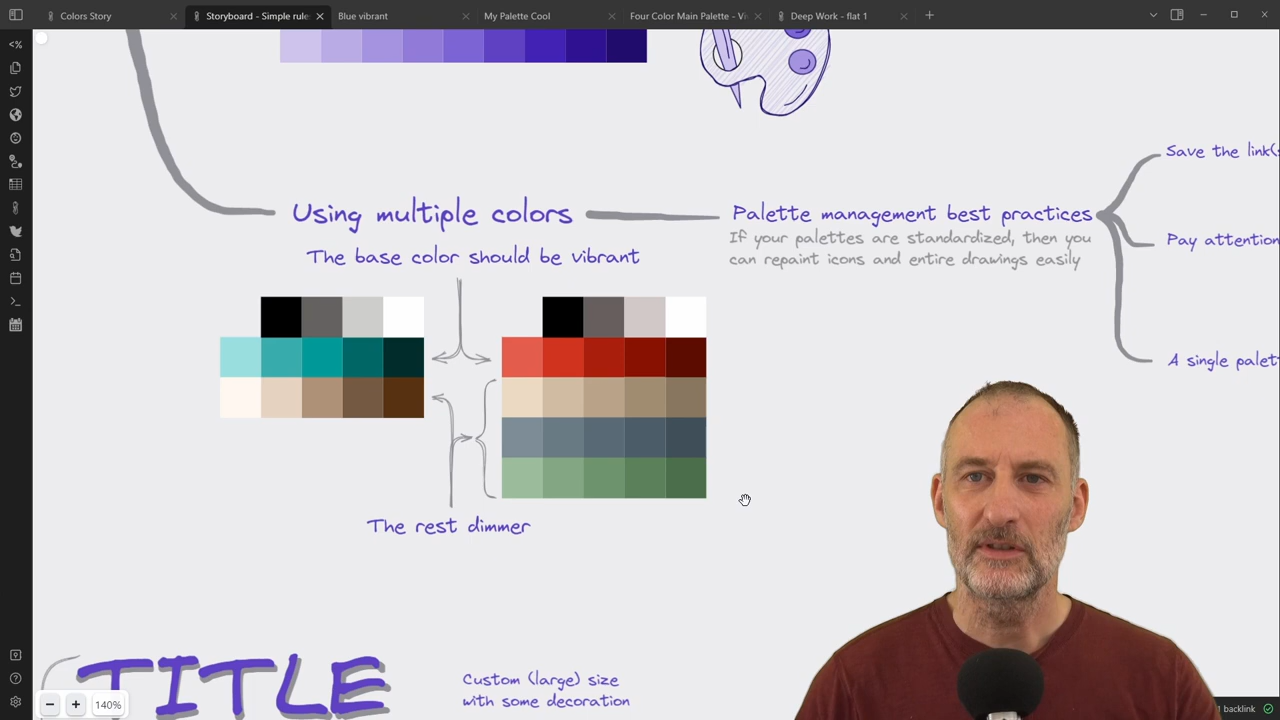 Colors Story
Storyboard - Simple rule
Blue vibrant
My Palette Cool
Four Color Main Palette - Vi
Deep Work - flat 1
Save the link(s
Using multiple colors
Palette management best practices
The base color should be vibrant
If your palettes are standardized, then you
can repaint icons and entire drawings easily
Pay attention
A single palet
The rest dimmer
TITLE
Custom (large) size
with some decoration
140%
backlink